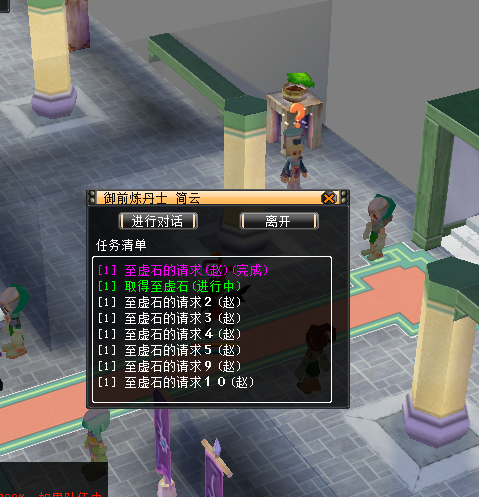 御前炼丹士 简云
进行对话 离开
任务清单
[1] 至虚石的请求(赵)(完成)
[1] 取得至虚石(进行中)
[1] 至虚石的请求２(赵)
[1] 至虚石的请求３(赵)
[1] 至虚石的请求４(赵)
[1] 至虚石的请求５(赵)
[1] 至虚石的请求９(赵)
[1] 至虚石的请求１０(赵)